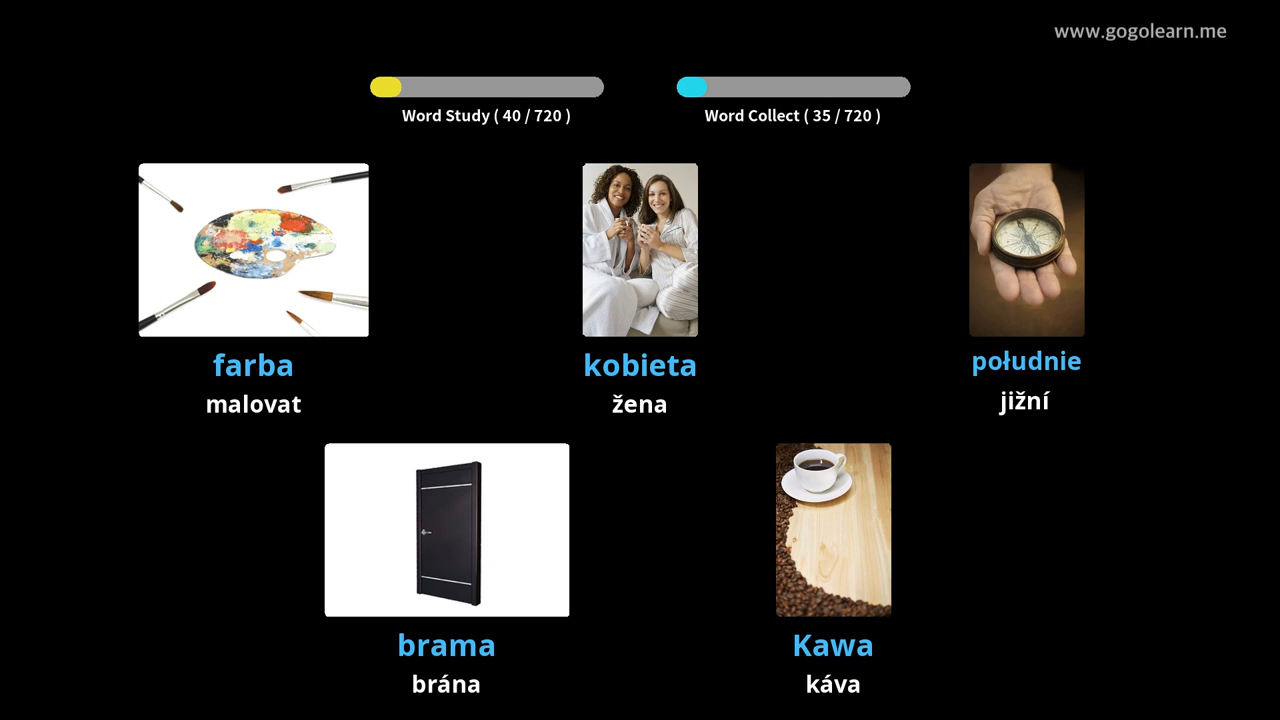 www.gogolearn.me
Word Study ( 40 / 720 )
Word Collect ( 35 / 720 )
farba
malovat
kobieta
žena
południe
jižní
brama
brána
Kawa
káva